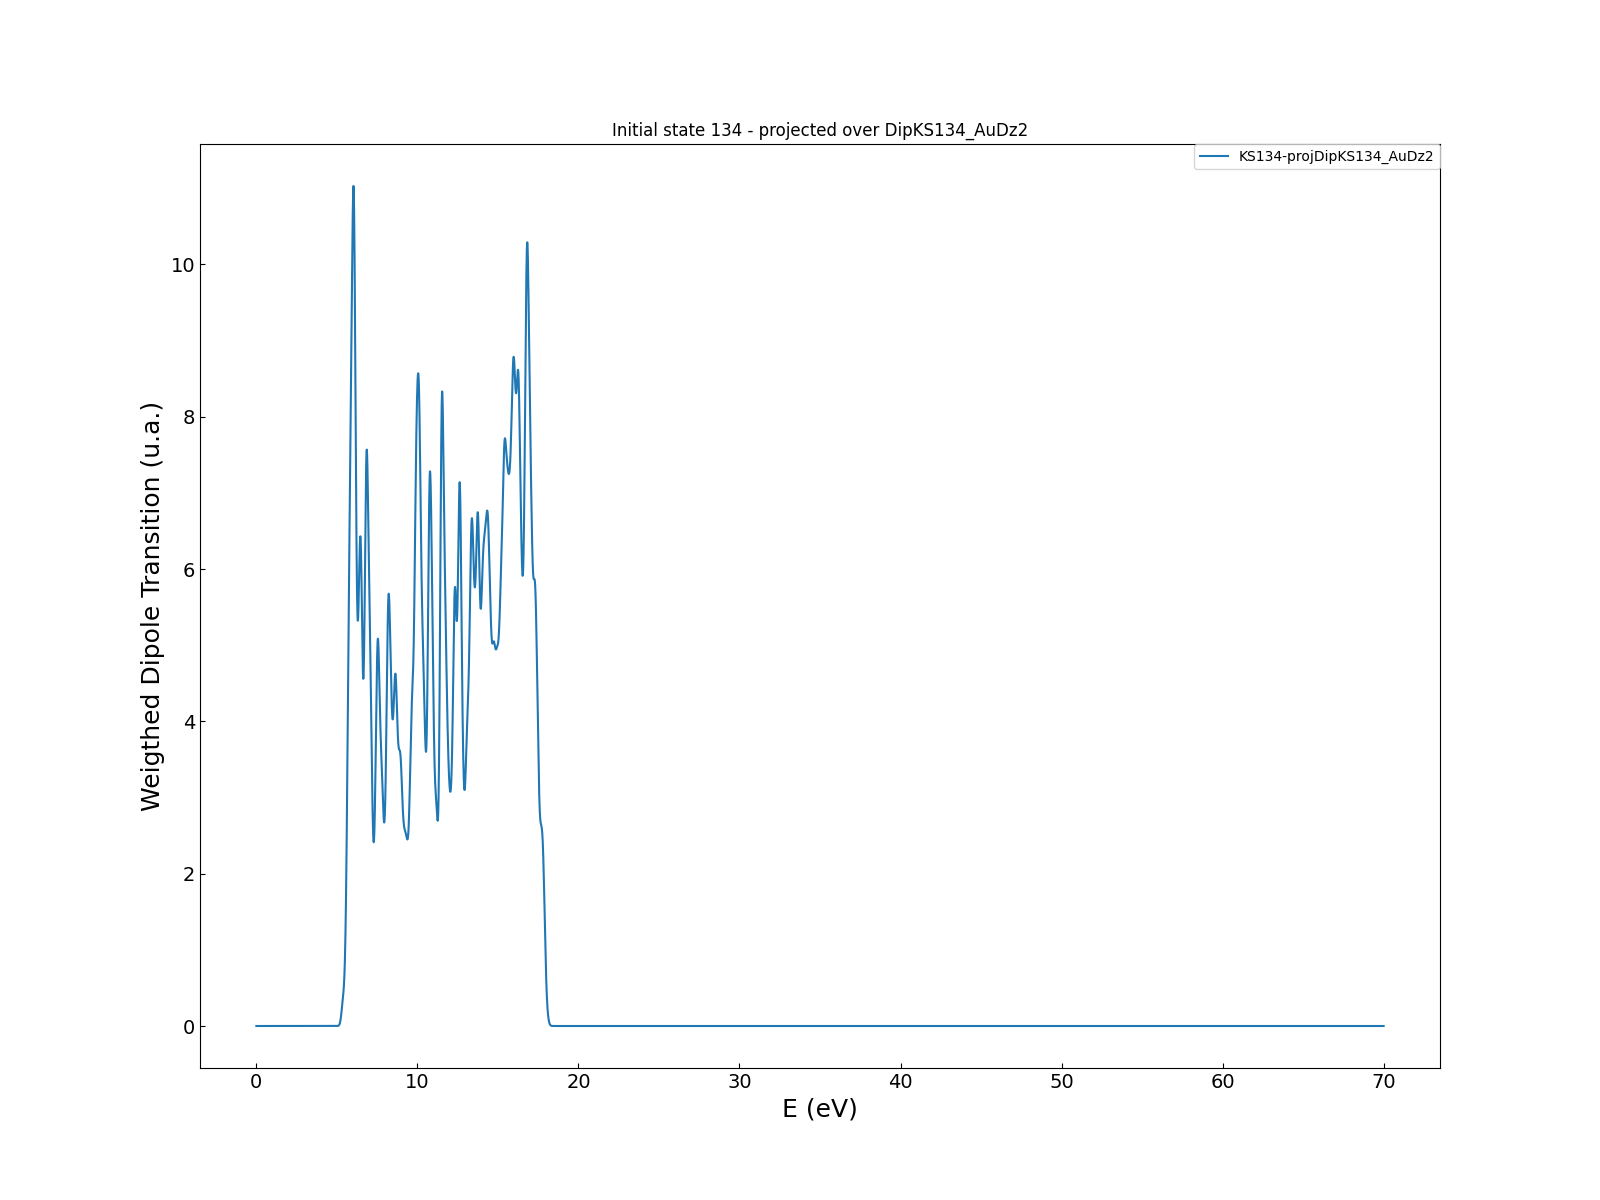 Initial state 134 - projected over DipKS134_AuDz2
KS134-projDipKS134_AuDz2
Weigthed Dipole Transition (u.a.)
10
8
6
4
2
0
0 10 20 30 40 50 60 70
E (eV)